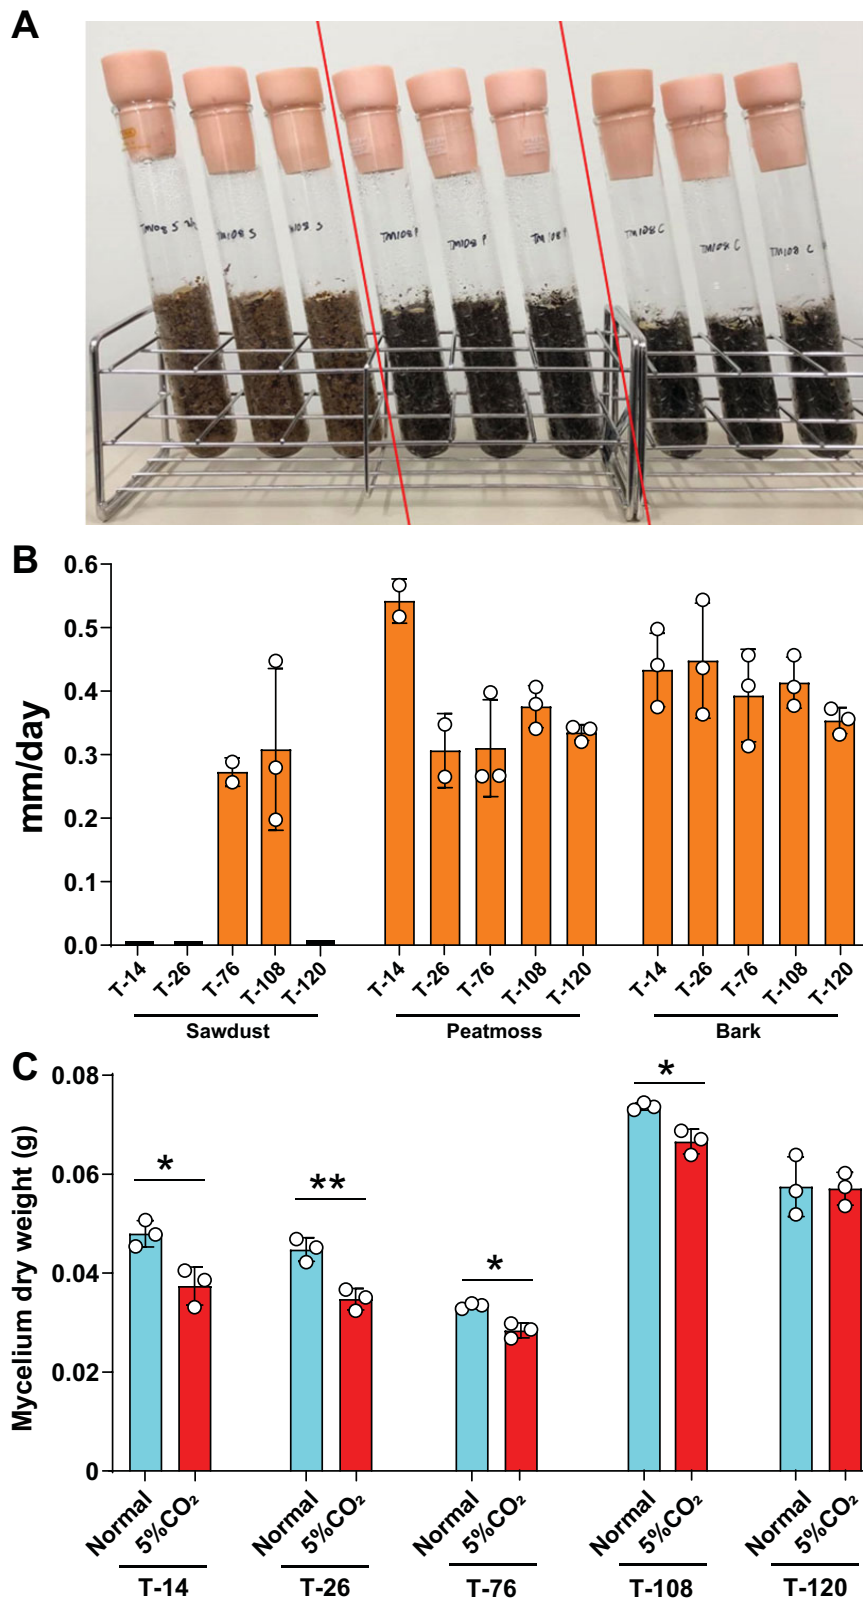 A
B
0.6
0.5
0.4
0.3
0.2
0.1
0.0
mm/day
T-14 T-26 T-76 T-108 T-120 T-14 T-26 T-76 T-108 T-120 T-14 T-26 T-76 T-108 T-120
Sawdust Peatmoss Bark
C
0.08
0.06
0.04
0.02
0
Mycelium dry weight (g)
* ** * *
Normal 5%CO₂ Normal 5%CO₂ Normal 5%CO₂ Normal 5%CO₂ Normal 5%CO₂
T-14 T-26 T-76 T-108 T-120